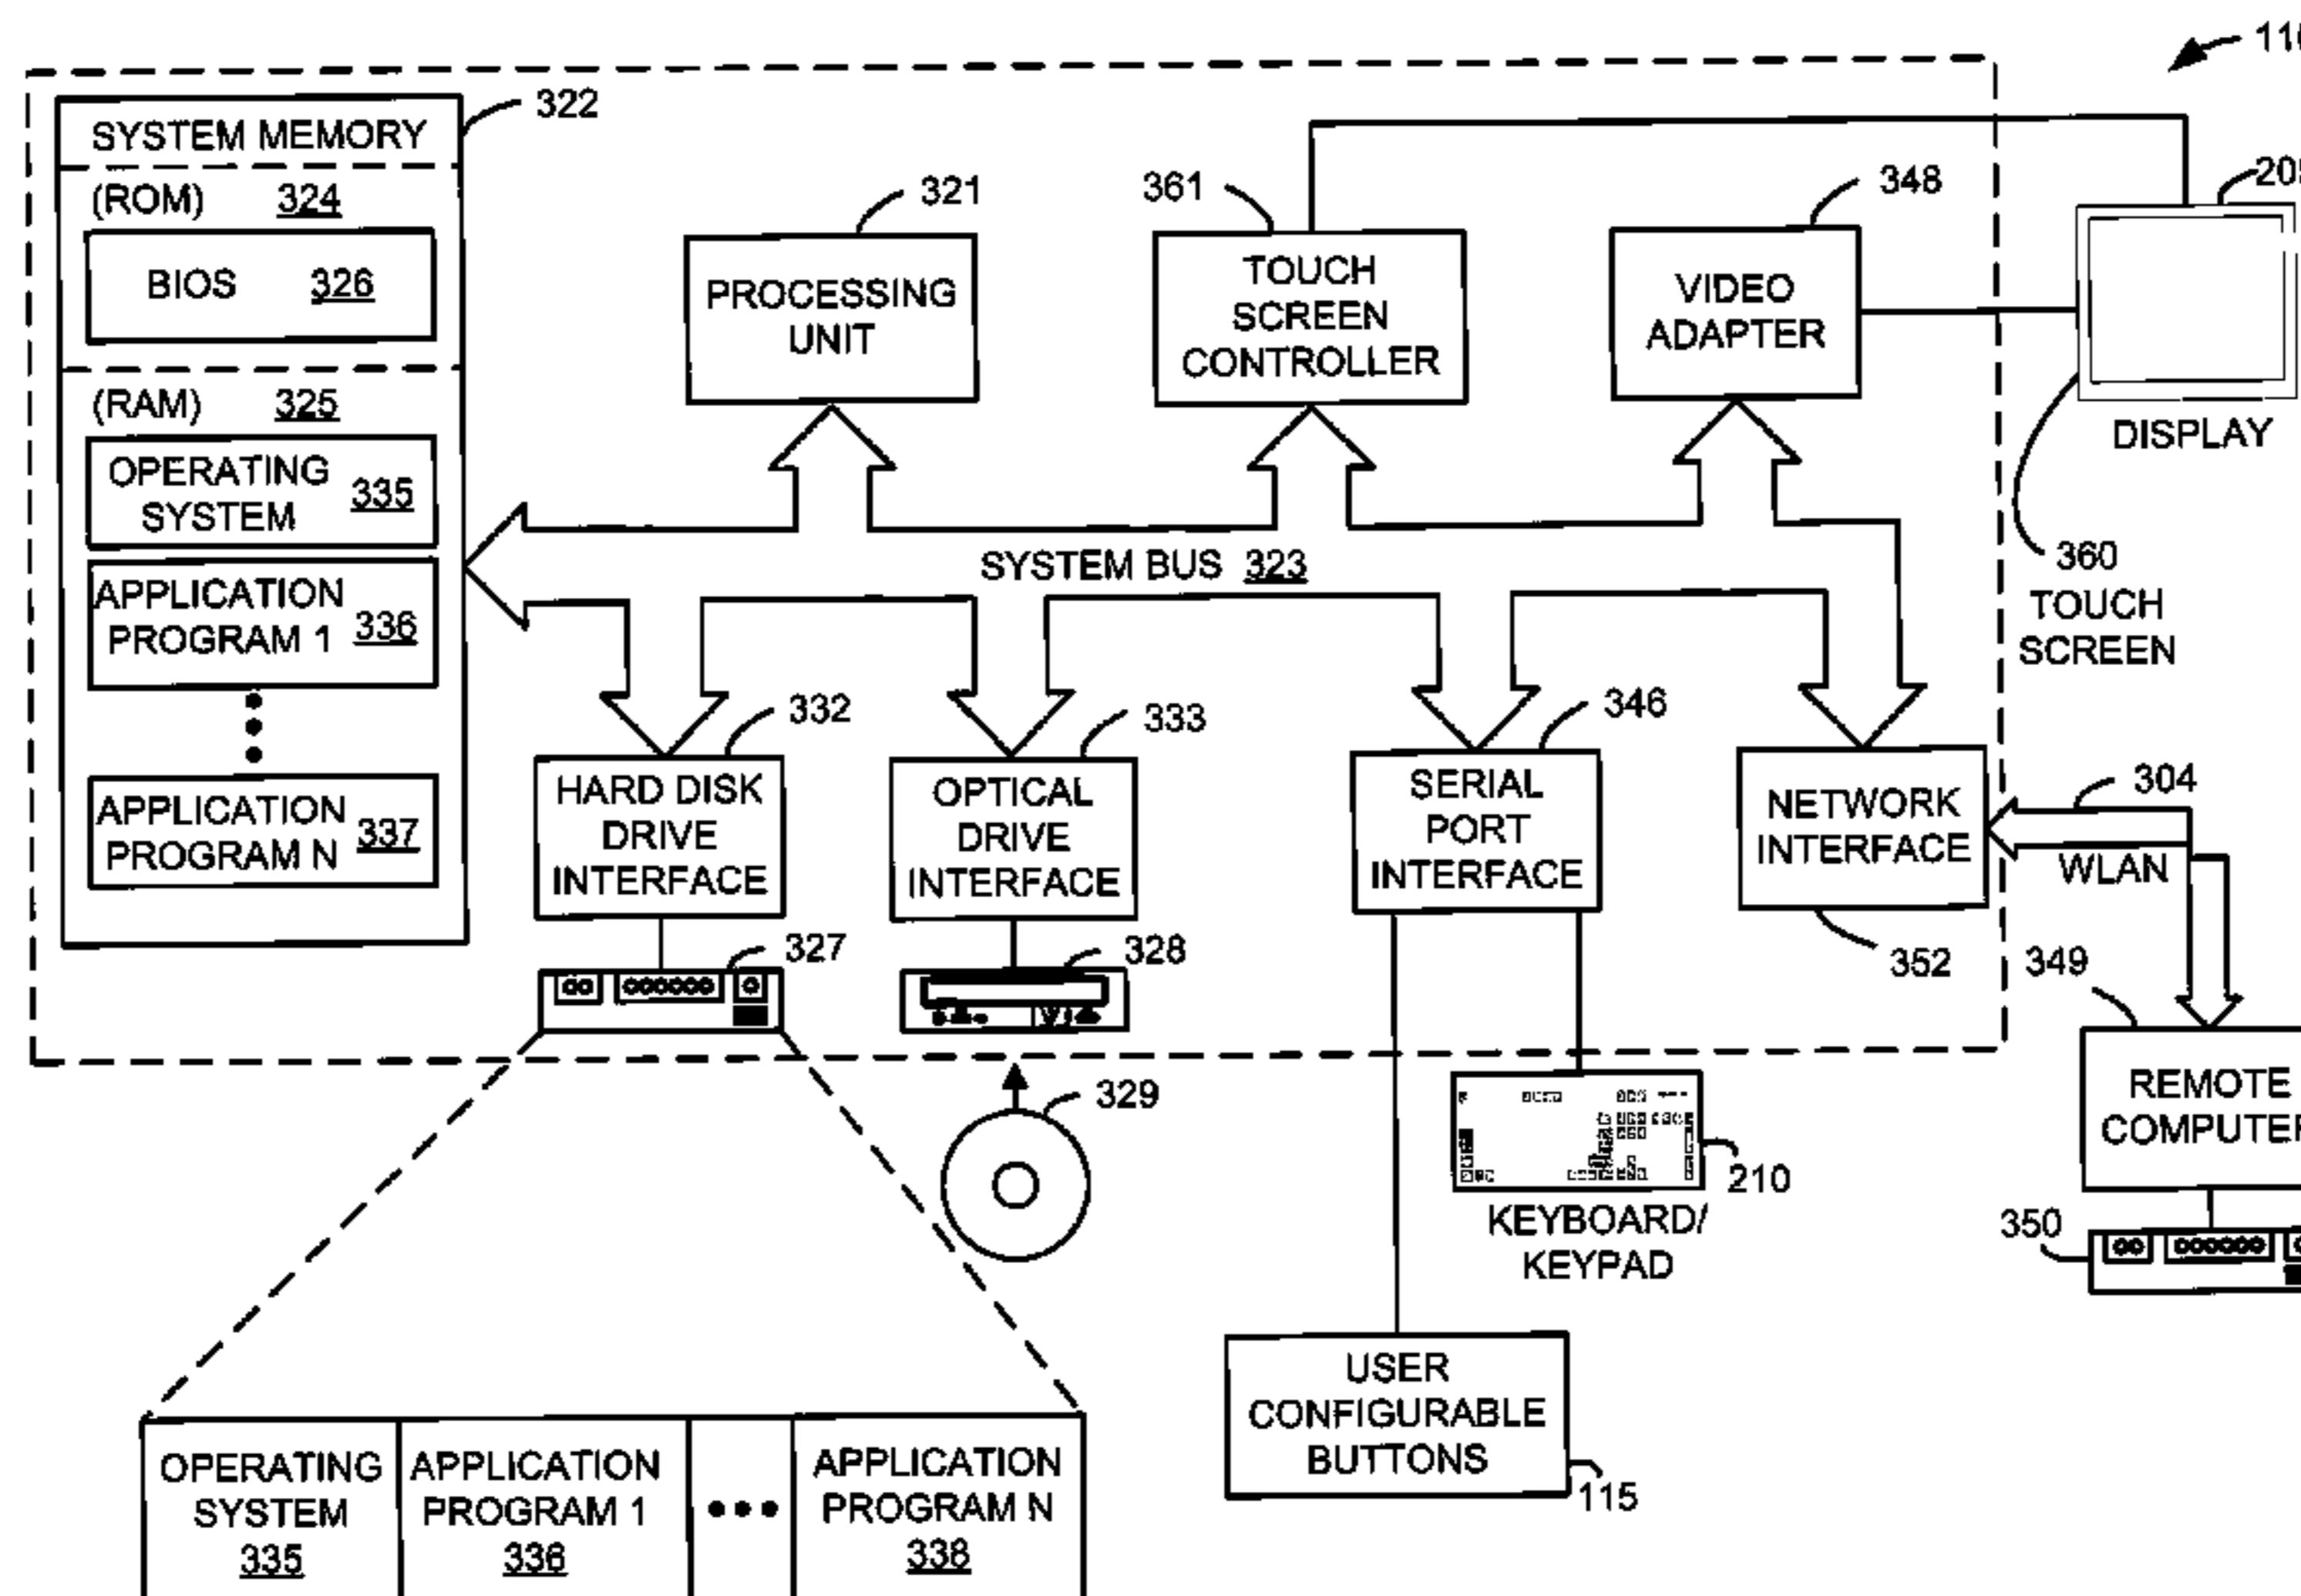 322
SYSTEM MEMORY
(ROM) 324
BIOS 326
(RAM) 325
OPERATING
SYSTEM 335
APPLICATION
PROGRAM 1 336
APPLICATION
PROGRAM N 337
321
PROCESSING
UNIT
361
TOUCH
SCREEN
CONTROLLER
348
VIDEO
ADAPTER
DISPLAY
360
TOUCH
SCREEN
SYSTEM BUS 323
332
HARD DISK
DRIVE
INTERFACE
333
OPTICAL
DRIVE
INTERFACE
346
SERIAL
PORT
INTERFACE
NETWORK
INTERFACE
352
304
WLAN
327
328
329
349
REMOTE
COMPUTER
350
210
KEYBOARD/
KEYPAD
USER
CONFIGURABLE
BUTTONS
115
OPERATING
SYSTEM
335
APPLICATION
PROGRAM 1
336
APPLICATION
PROGRAM N
338